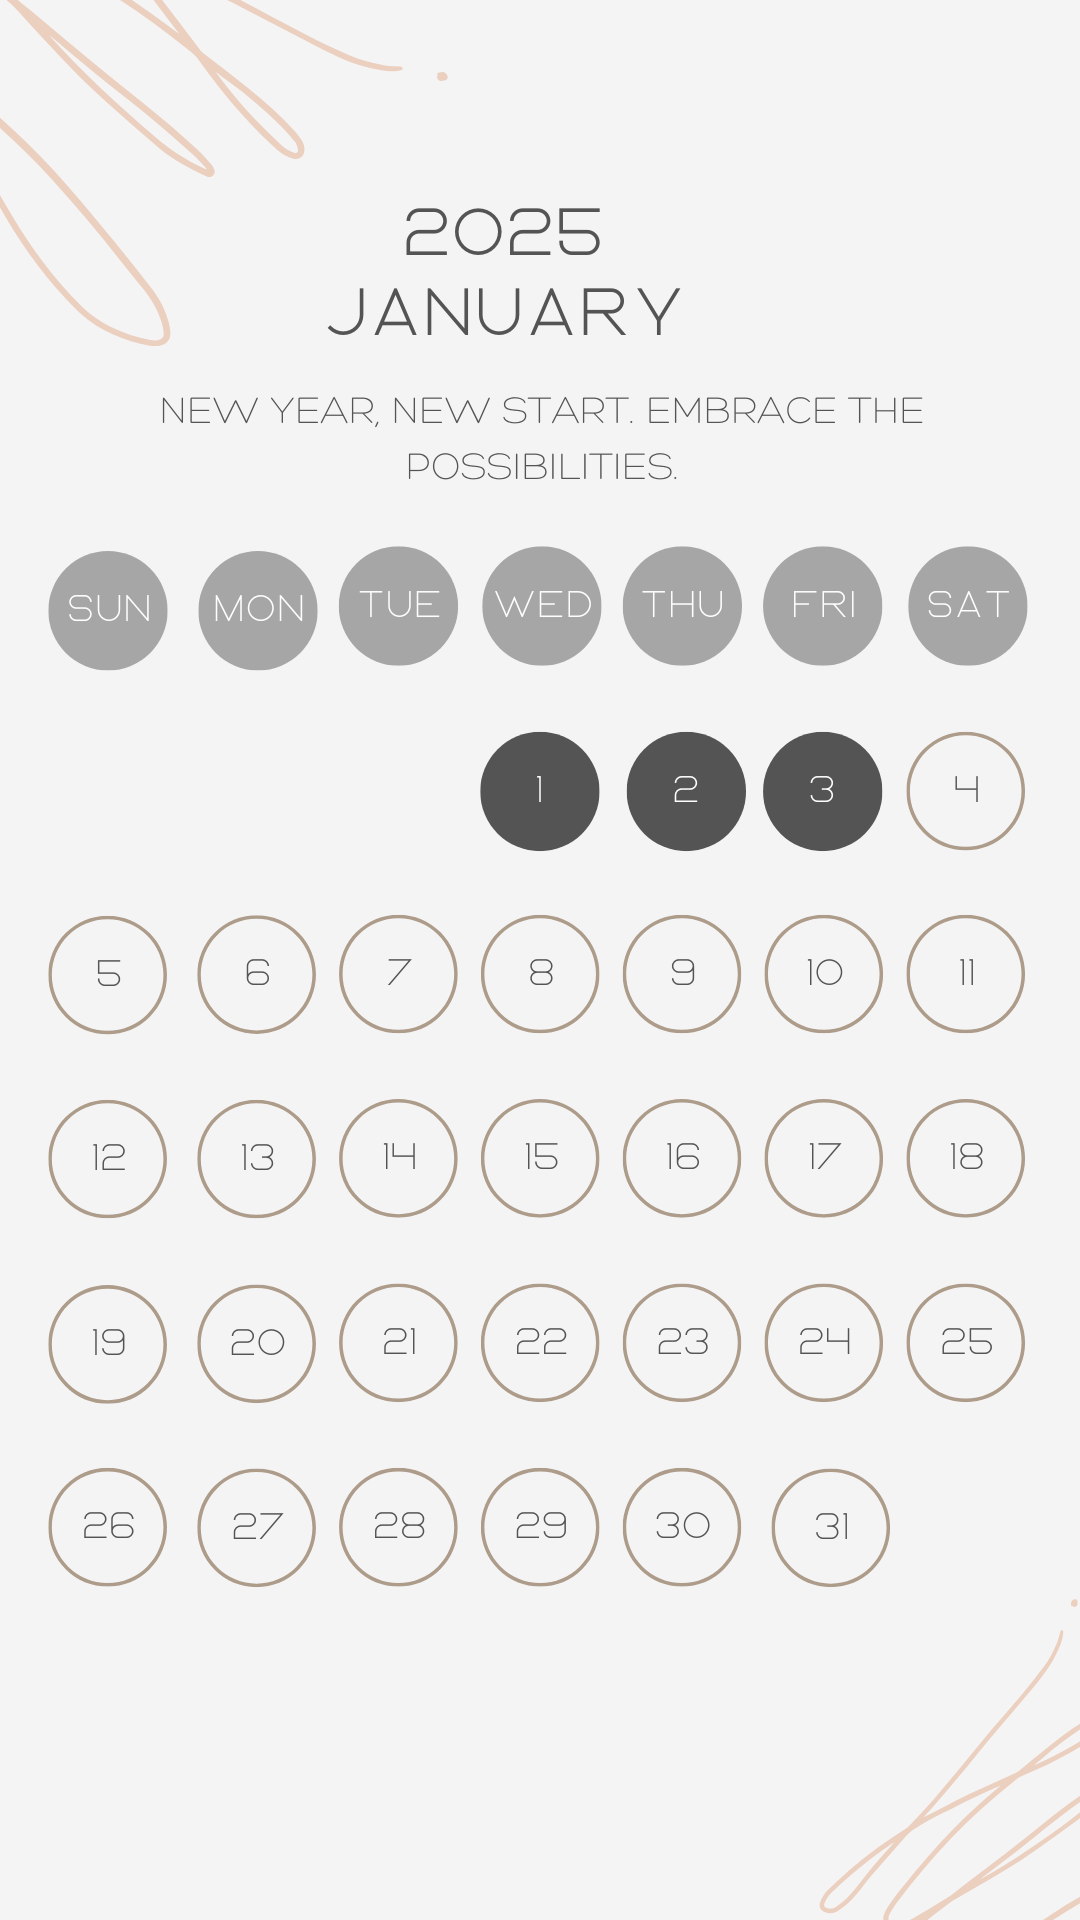 2025
JANUARY
NEW YEAR, NEW START. EMBRACE THE
POSSIBILITIES.
SUN MON TUE WED THU FRI SAT
1 2 3 4
5 6 7 8 9 10 11
12 13 14 15 16 17 18
19 20 21 22 23 24 25
26 27 28 29 30 31